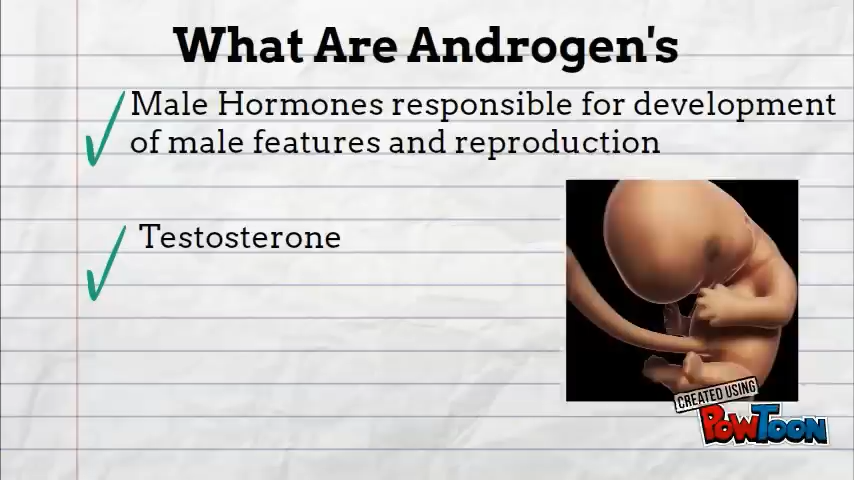 What Are Androgen's
Male Hormones responsible for development
of male features and reproduction
Testosterone
CREATED USING
POWTOON